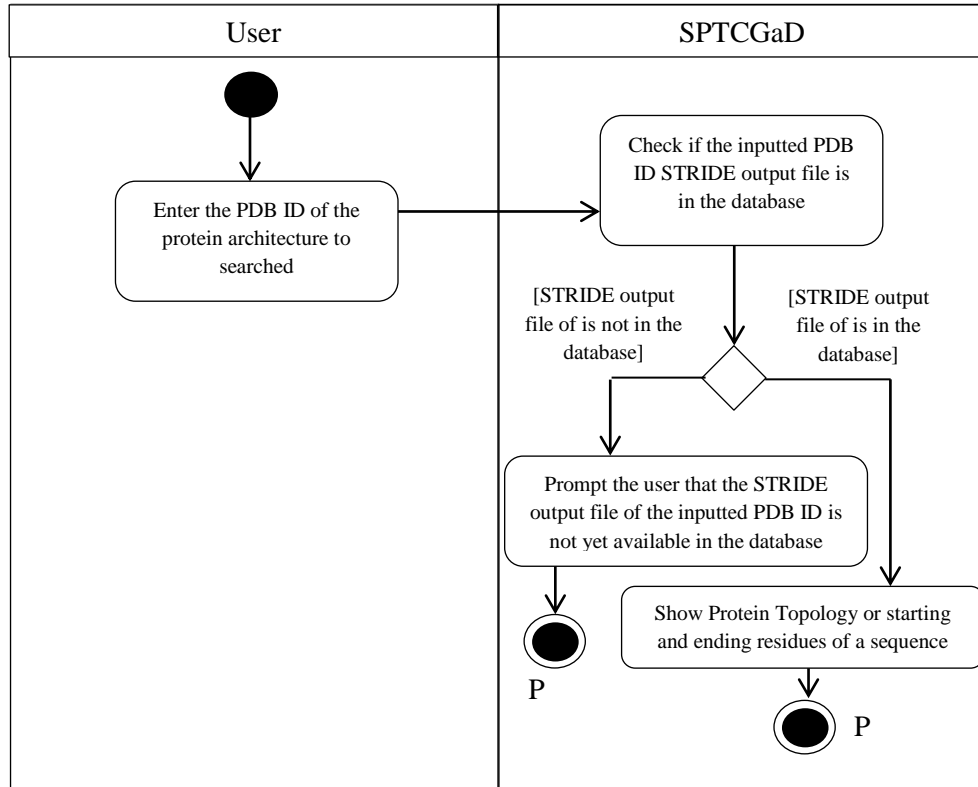 User
SPTCGaD
Check if the inputted PDB
ID STRIDE output file is
in the database
Enter the PDB ID of the
protein architecture to
searched
[STRIDE output
file of is not in the
database]
[STRIDE output
file of is in the
database]
Prompt the user that the STRIDE
output file of the inputted PDB ID is
not yet available in the database
Show Protein Topology or starting
and ending residues of a sequence
P
P